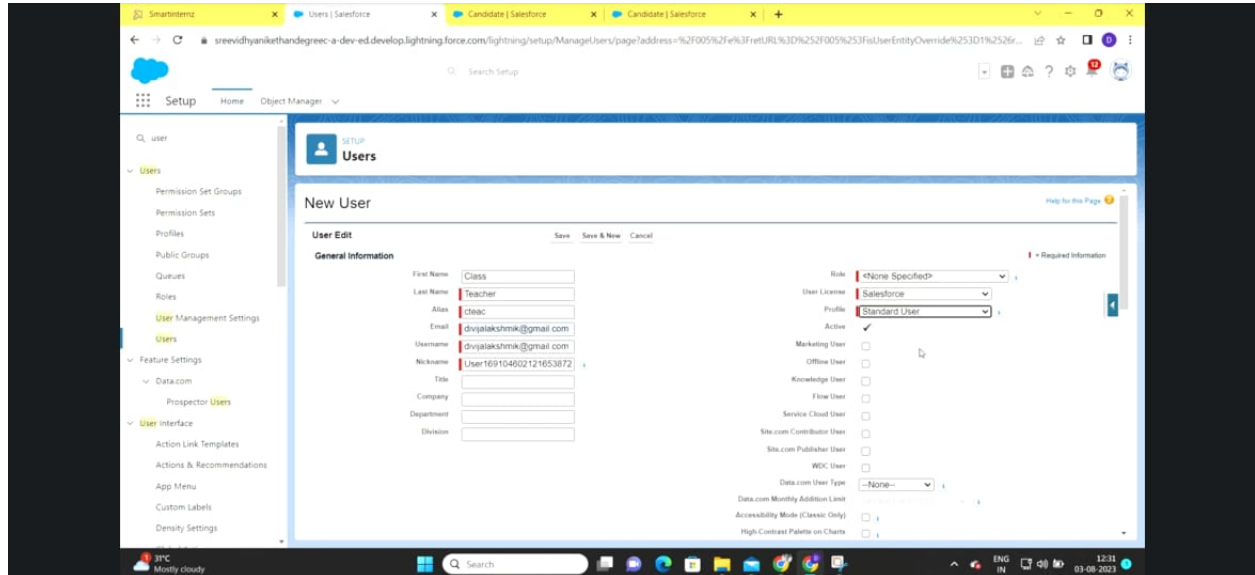 Smartinternz
Users | Salesforce
Candidate | Salesforce
Candidate | Salesforce
sreevidhyanikethandegreec-a-dev-ed.develop.lightning.force.com/lightning/setup/ManageUsers/page?address=%2F005%2Fe%3FretURL%3D%252F005%253FisUserEntityOverride%253D1%2526r...
D
Search Setup
12
Setup
Home
Object Manager
user
Users
Permission Set Groups
Permission Sets
Profiles
Public Groups
Queues
Roles
User Management Settings
Users
Feature Settings
Data.com
Prospector Users
User Interface
Action Link Templates
Actions & Recommendations
App Menu
Custom Labels
Density Settings
SETUP
Users
New User
Help for this Page
User Edit
Save
Save & New
Cancel
General Information
= Required Information
First Name
Class
Last Name
Teacher
Alias
cteac
Email
divijalakshmik@gmail.com
Username
divijalakshmik@gmail.com
Nickname
User169104602121653872
Title
Company
Department
Division
Role
<None Specified>
User License
Salesforce
Profile
Standard User
Active
Marketing User
Offline User
Knowledge User
Flow User
Service Cloud User
Site.com Contributor User
Site.com Publisher User
WDC User
Data.com User Type
--None--
Data.com Monthly Addition Limit
Accessibility Mode (Classic Only)
High-Contrast Palette on Charts
1
31°C
Mostly cloudy
Search
ENG
IN
12:31
03-08-2023